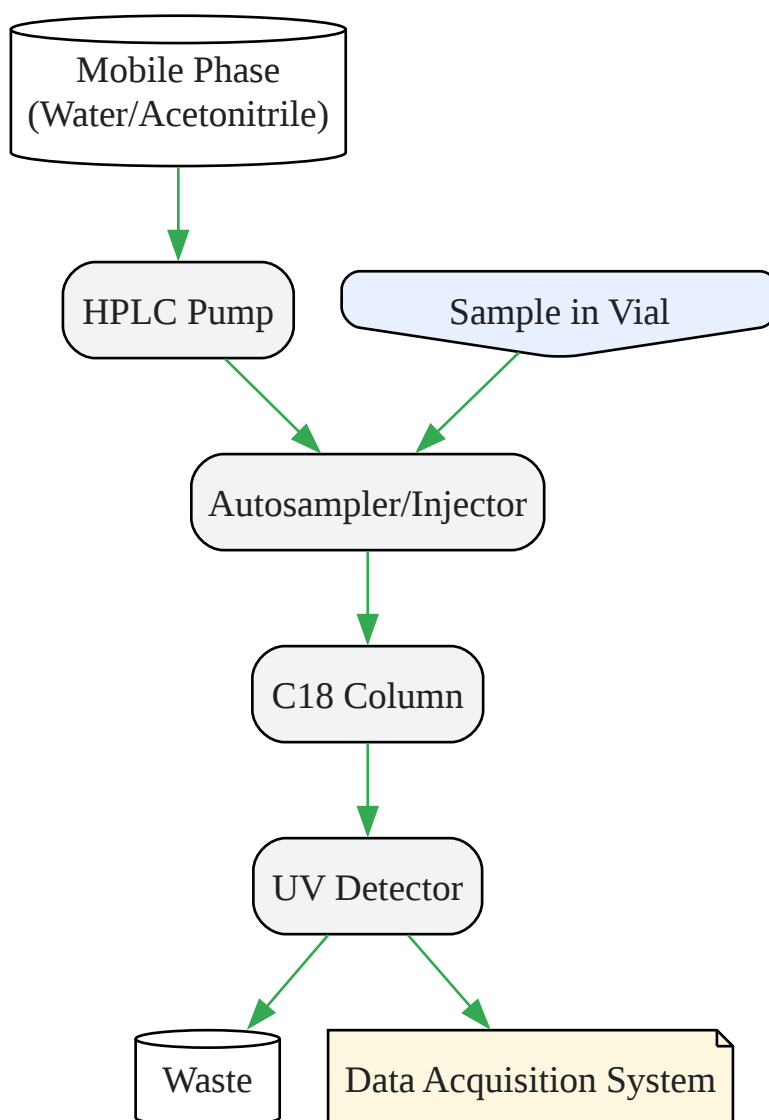 Mobile Phase
(Water/Acetonitrile)
HPLC Pump
Sample in Vial
Autosampler/Injector
C18 Column
UV Detector
Waste
Data Acquisition System